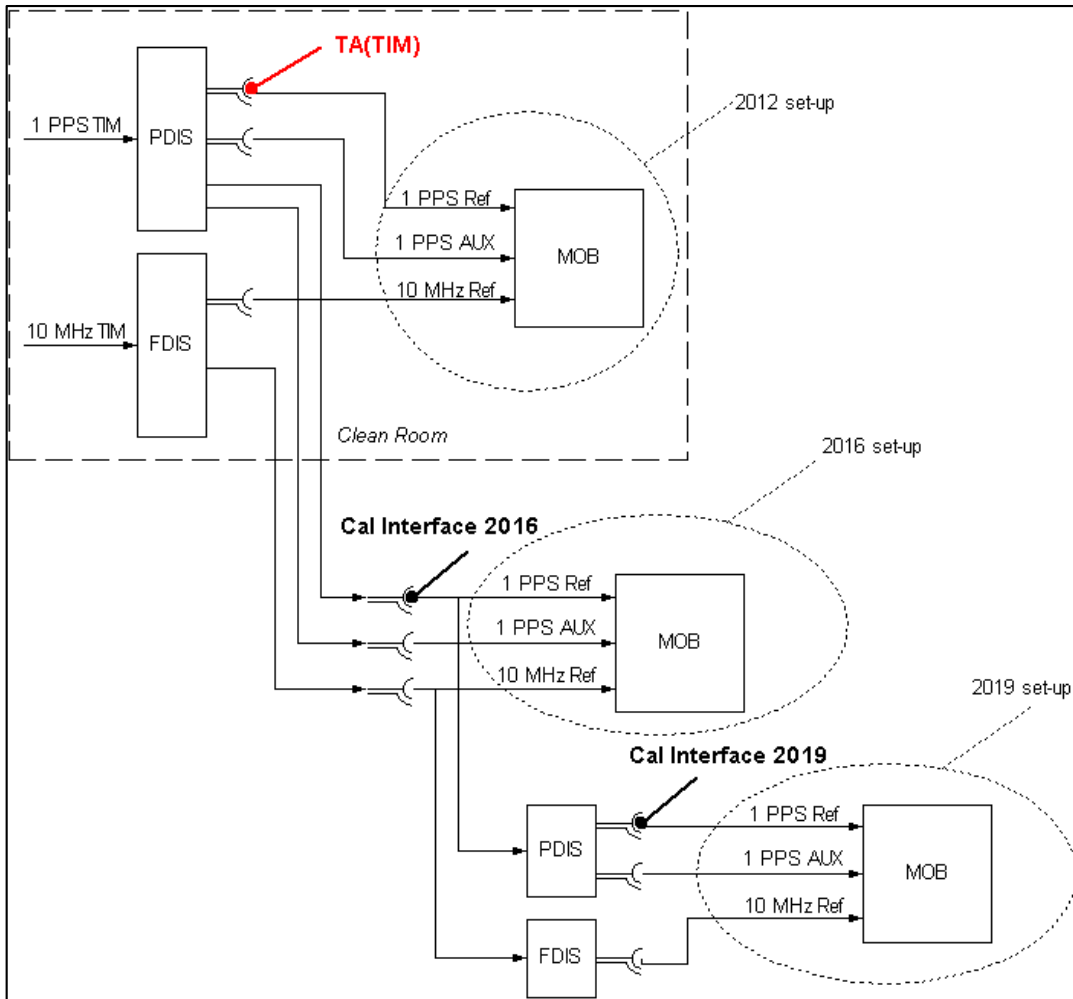 TA(TIM)
2012 set-up
1 PPS TIM
PDIS
1 PPS Ref
1 PPS AUX
MOB
10 MHz Ref
10 MHz TIM
FDIS
Clean Room
2016 set-up
Cal Interface 2016
1 PPS Ref
1 PPS AUX
MOB
10 MHz Ref
2019 set-up
Cal Interface 2019
1 PPS Ref
PDIS
1 PPS AUX
MOB
10 MHz Ref
FDIS